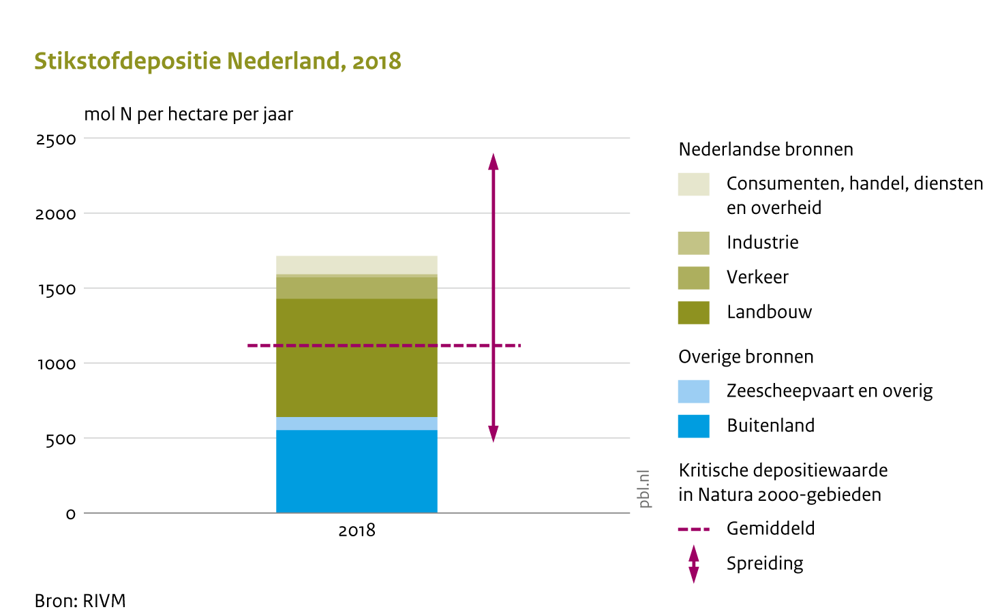 Stikstofdepositie Nederland, 2018
mol N per hectare per jaar
2500
2000
1500
1000
500
0
2018
Nederlandse bronnen
Consumenten, handel, diensten
en overheid
Industrie
Verkeer
Landbouw
Overige bronnen
Zeescheepvaart en overig
Buitenland
Kritische depositiewaarde
in Natura 2000-gebieden
Gemiddeld
Spreiding
pbl.nl
Bron: RIVM